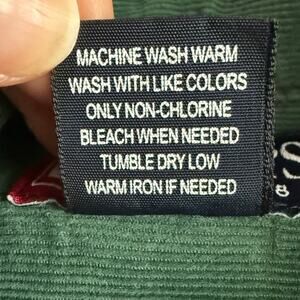 MACHINE WASH WARM
WASH WITH LIKE COLORS
ONLY NON-CHLORINE
BLEACH WHEN NEEDED
TUMBLE DRY LOW
WARM IRON IF NEEDED